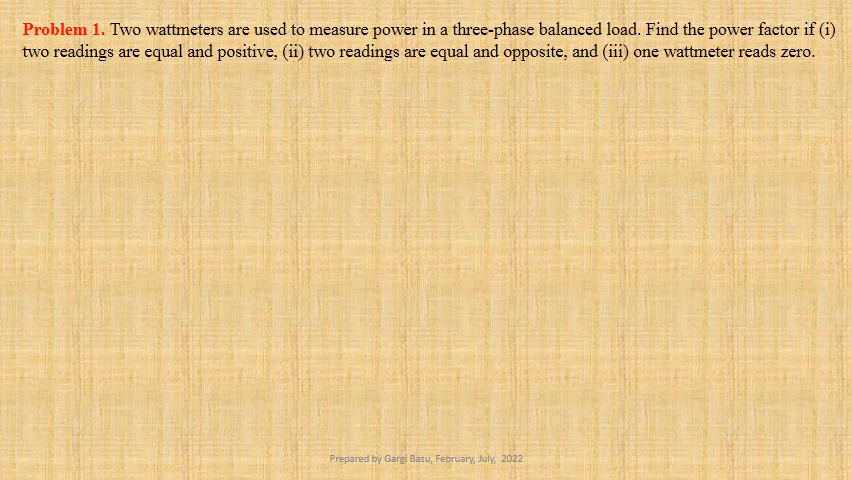 Problem 1. Two wattmeters are used to measure power in a three-phase balanced load. Find the power factor if (i)
two readings are equal and positive, (ii) two readings are equal and opposite, and (iii) one wattmeter reads zero.
Prepared by Gargi Basu, February, July, 2022